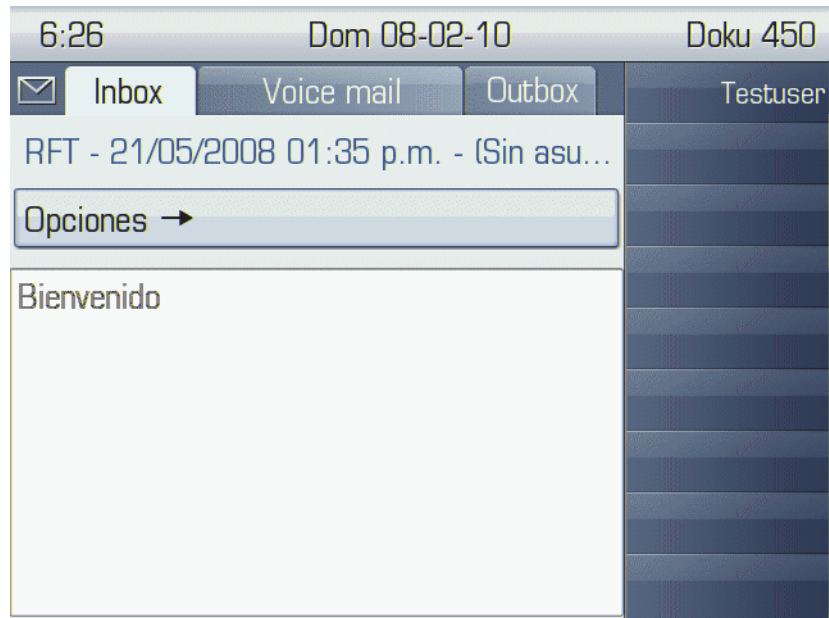 6:26 Dom 08-02-10 Doku 450
Inbox Voice mail Outbox Testuser
RFT - 21/05/2008 01:35 p.m. - (Sin asu...
Opciones →
Bienvenido